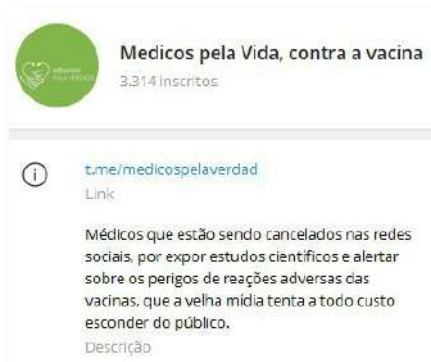 Medicos pela Vida, contra a vacina
3.314 inscritos
t.me/medicospelaverdad
Link
Médicos que estão sendo cancelados nas redes
sociais, por expor estudos científicos e alertar
sobre os perigos de reações adversas das
vacinas, que a velha mídia tenta a todo custo
esconder do público.
Descrição